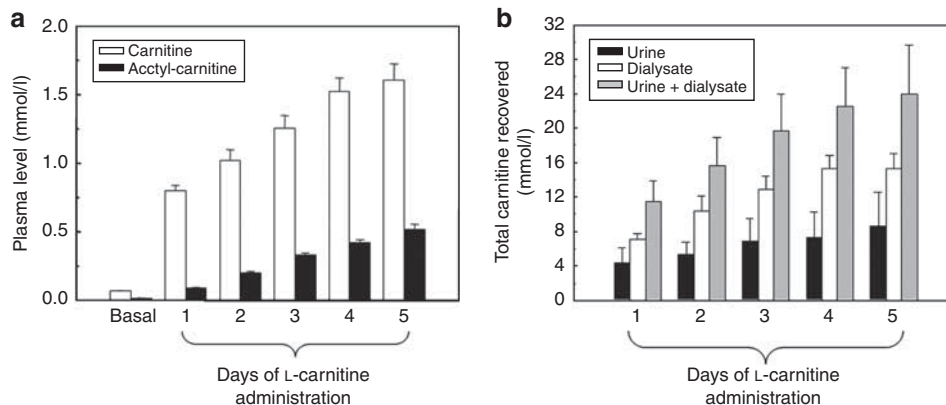 a
Plasma level (mmol/l)
2.0
1.5
1.0
0.5
0.0
Carnitine
Acctyl-carnitine
Basal 1 2 3 4 5
Days of L-carnitine
administration
b
Total carnitine recovered
(mmol/l)
32
28
24
20
16
12
8
4
0
Urine
Dialysate
Urine + dialysate
1 2 3 4 5
Days of L-carnitine
administration